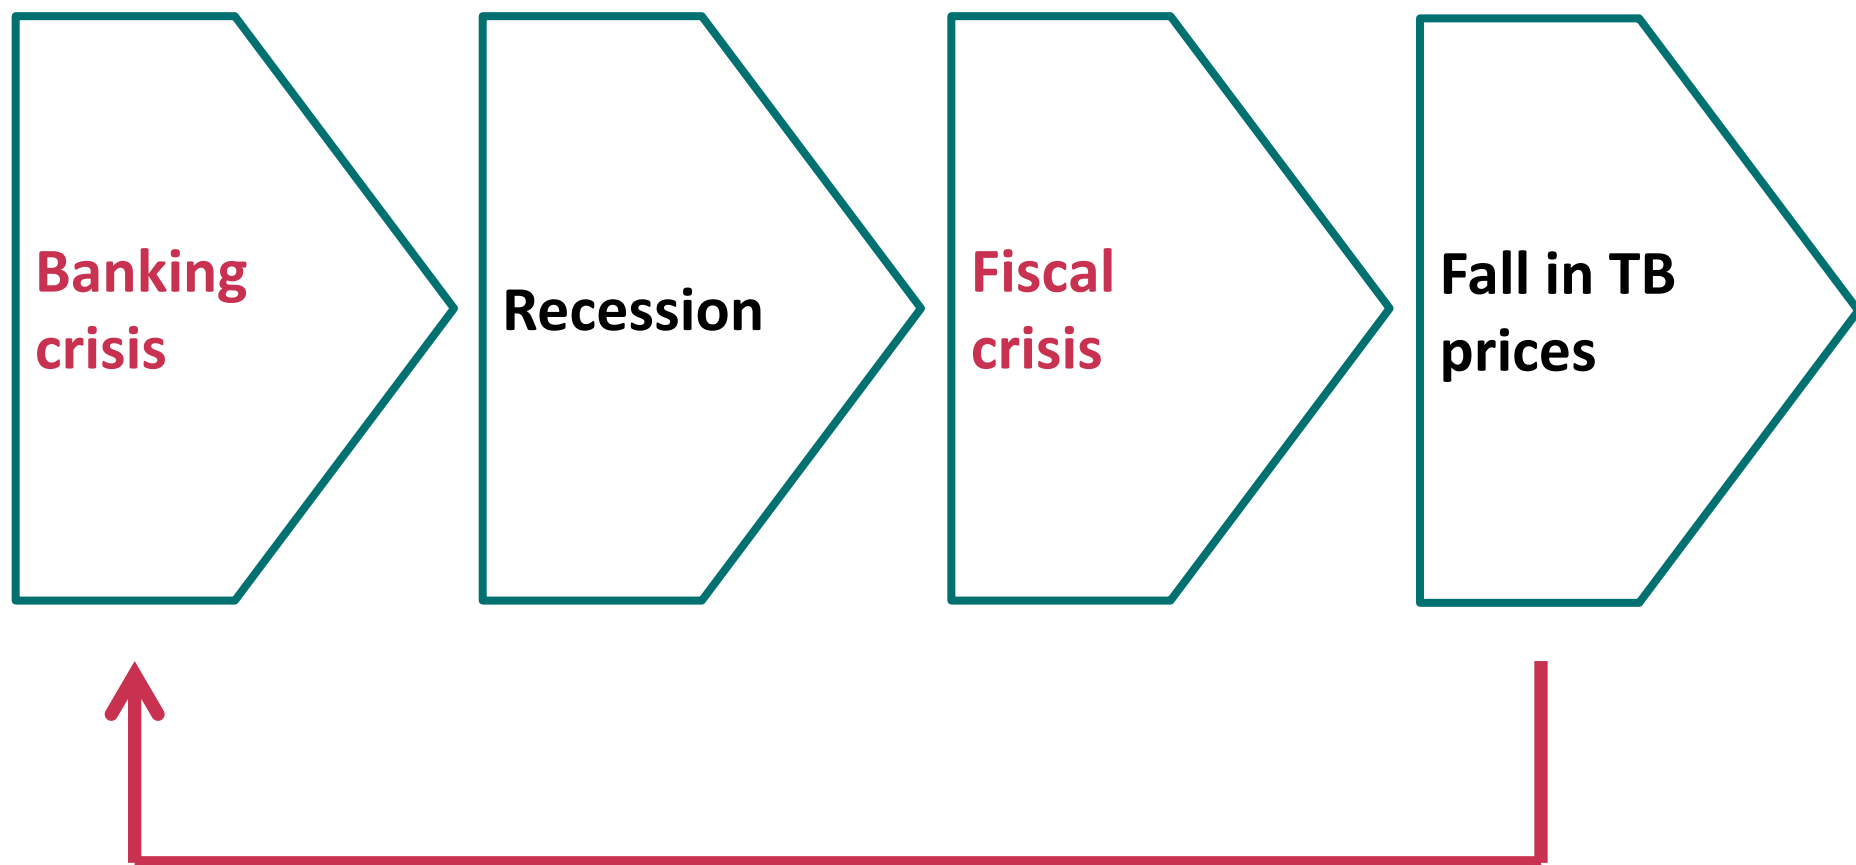 Banking
crisis
Recession
Fiscal
crisis
Fall in TB
prices